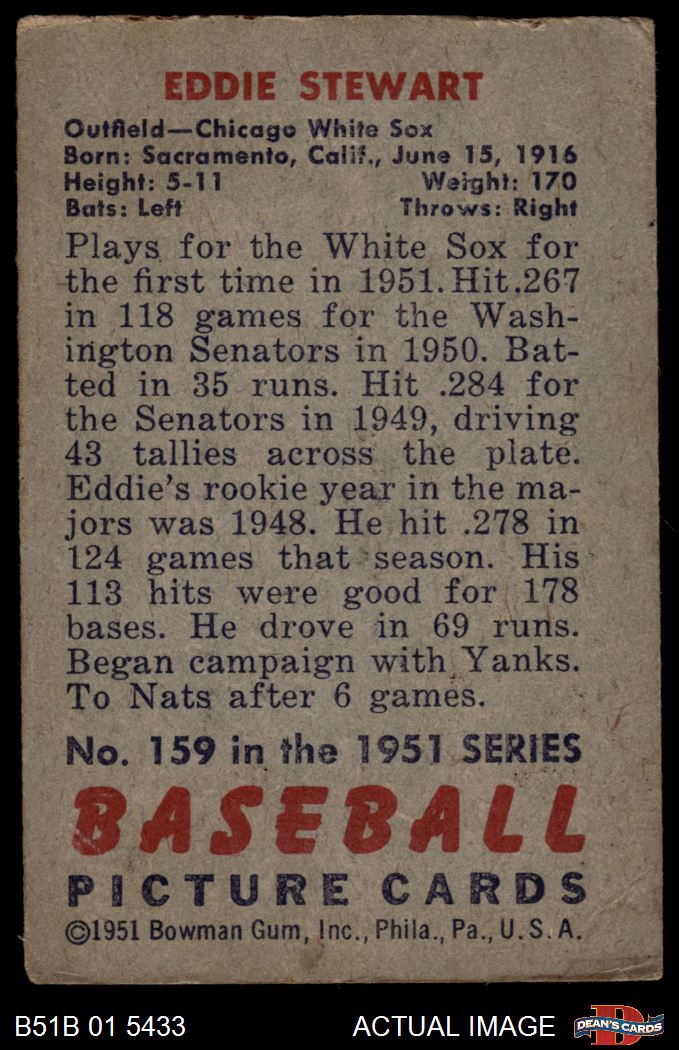 EDDIE STEWART
Outfield—Chicago White Sox
Born: Sacramento, Calif., June 15, 1916
Height: 5-11 Weight: 170
Bats: Left Throws: Right
Plays for the White Sox for
the first time in 1951. Hit .267
in 118 games for the Wash-
ington Senators in 1950. Bat-
ted in 35 runs. Hit .284 for
the Senators in 1949, driving
43 tallies across the plate.
Eddie's rookie year in the ma-
jors was 1948. He hit .278 in
124 games that season. His
113 hits were good for 178
bases. He drove in 69 runs.
Began campaign with Yanks.
To Nats after 6 games.
No. 159 in the 1951 SERIES
BASEBALL
PICTURE CARDS
©1951 Bowman Gum, Inc., Phila., Pa., U.S.A.
B51B 01 5433 ACTUAL IMAGE D DEAN'S CARDS